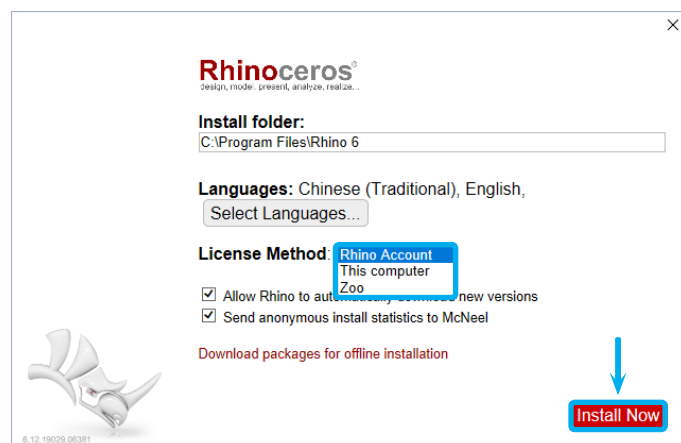 Rhinoceros®
design, model, present, analyze, realize...
Install folder:
C:\Program Files\Rhino 6
Languages: Chinese (Traditional), English,
Select Languages...
License Method: Rhino Account
This computer
Zoo
Allow Rhino to automatically download new versions
Send anonymous install statistics to McNeel
Download packages for offline installation
Install Now
6.12.19029.06381